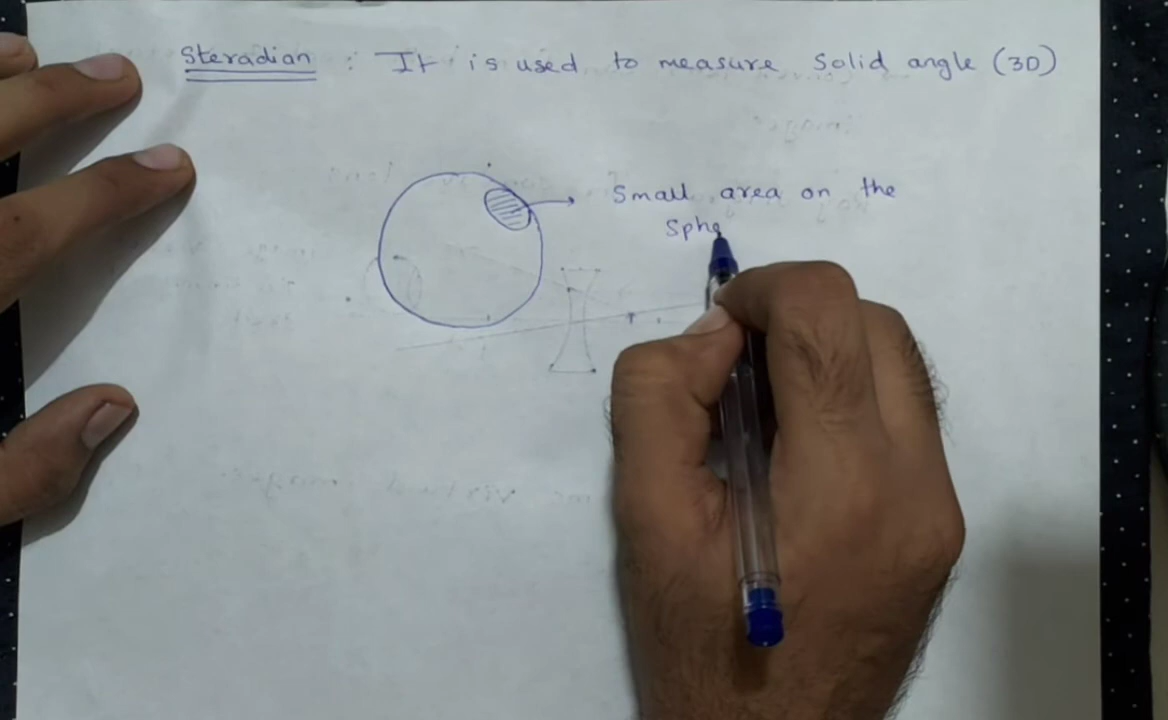 Steradian : It is used to measure Solid angle (3D)
Small area on the
Sphe